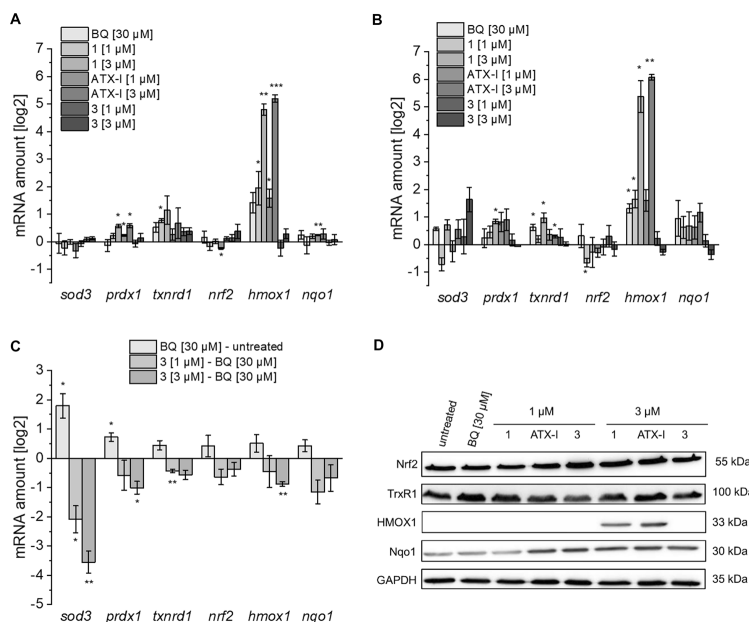 A
BQ [30 µM]
1 [1 µM]
1 [3 µM]
ATX-I [1 µM]
ATX-I [3 µM]
3 [1 µM]
3 [3 µM]
mRNA amount [log2]
7
6
5
4
3
2
1
0
-1
* * * * * * ** * ** * *** *
sod3 prdx1 txnrd1 nrf2 hmox1 nqo1
B
BQ [30 µM]
1 [1 µM]
1 [3 µM]
ATX-I [1 µM]
ATX-I [3 µM]
3 [1 µM]
3 [3 µM]
mRNA amount [log2]
7
6
5
4
3
2
1
0
-1
* * * * * * * * **
sod3 prdx1 txnrd1 nrf2 hmox1 nqo1
C
BQ [30 µM] - untreated
3 [1 µM] - BQ [30 µM]
3 [3 µM] - BQ [30 µM]
mRNA amount [log2]
3
2
1
0
-1
-2
-3
-4
-5
* * ** * * ** **
sod3 prdx1 txnrd1 nrf2 hmox1 nqo1
D
untreated
BQ [30 µM]
1 µM 3 µM
1 ATX-I 3 1 ATX-I 3
Nrf2 55 kDa
TrxR1 100 kDa
HMOX1 33 kDa
Nqo1 30 kDa
GAPDH 35 kDa